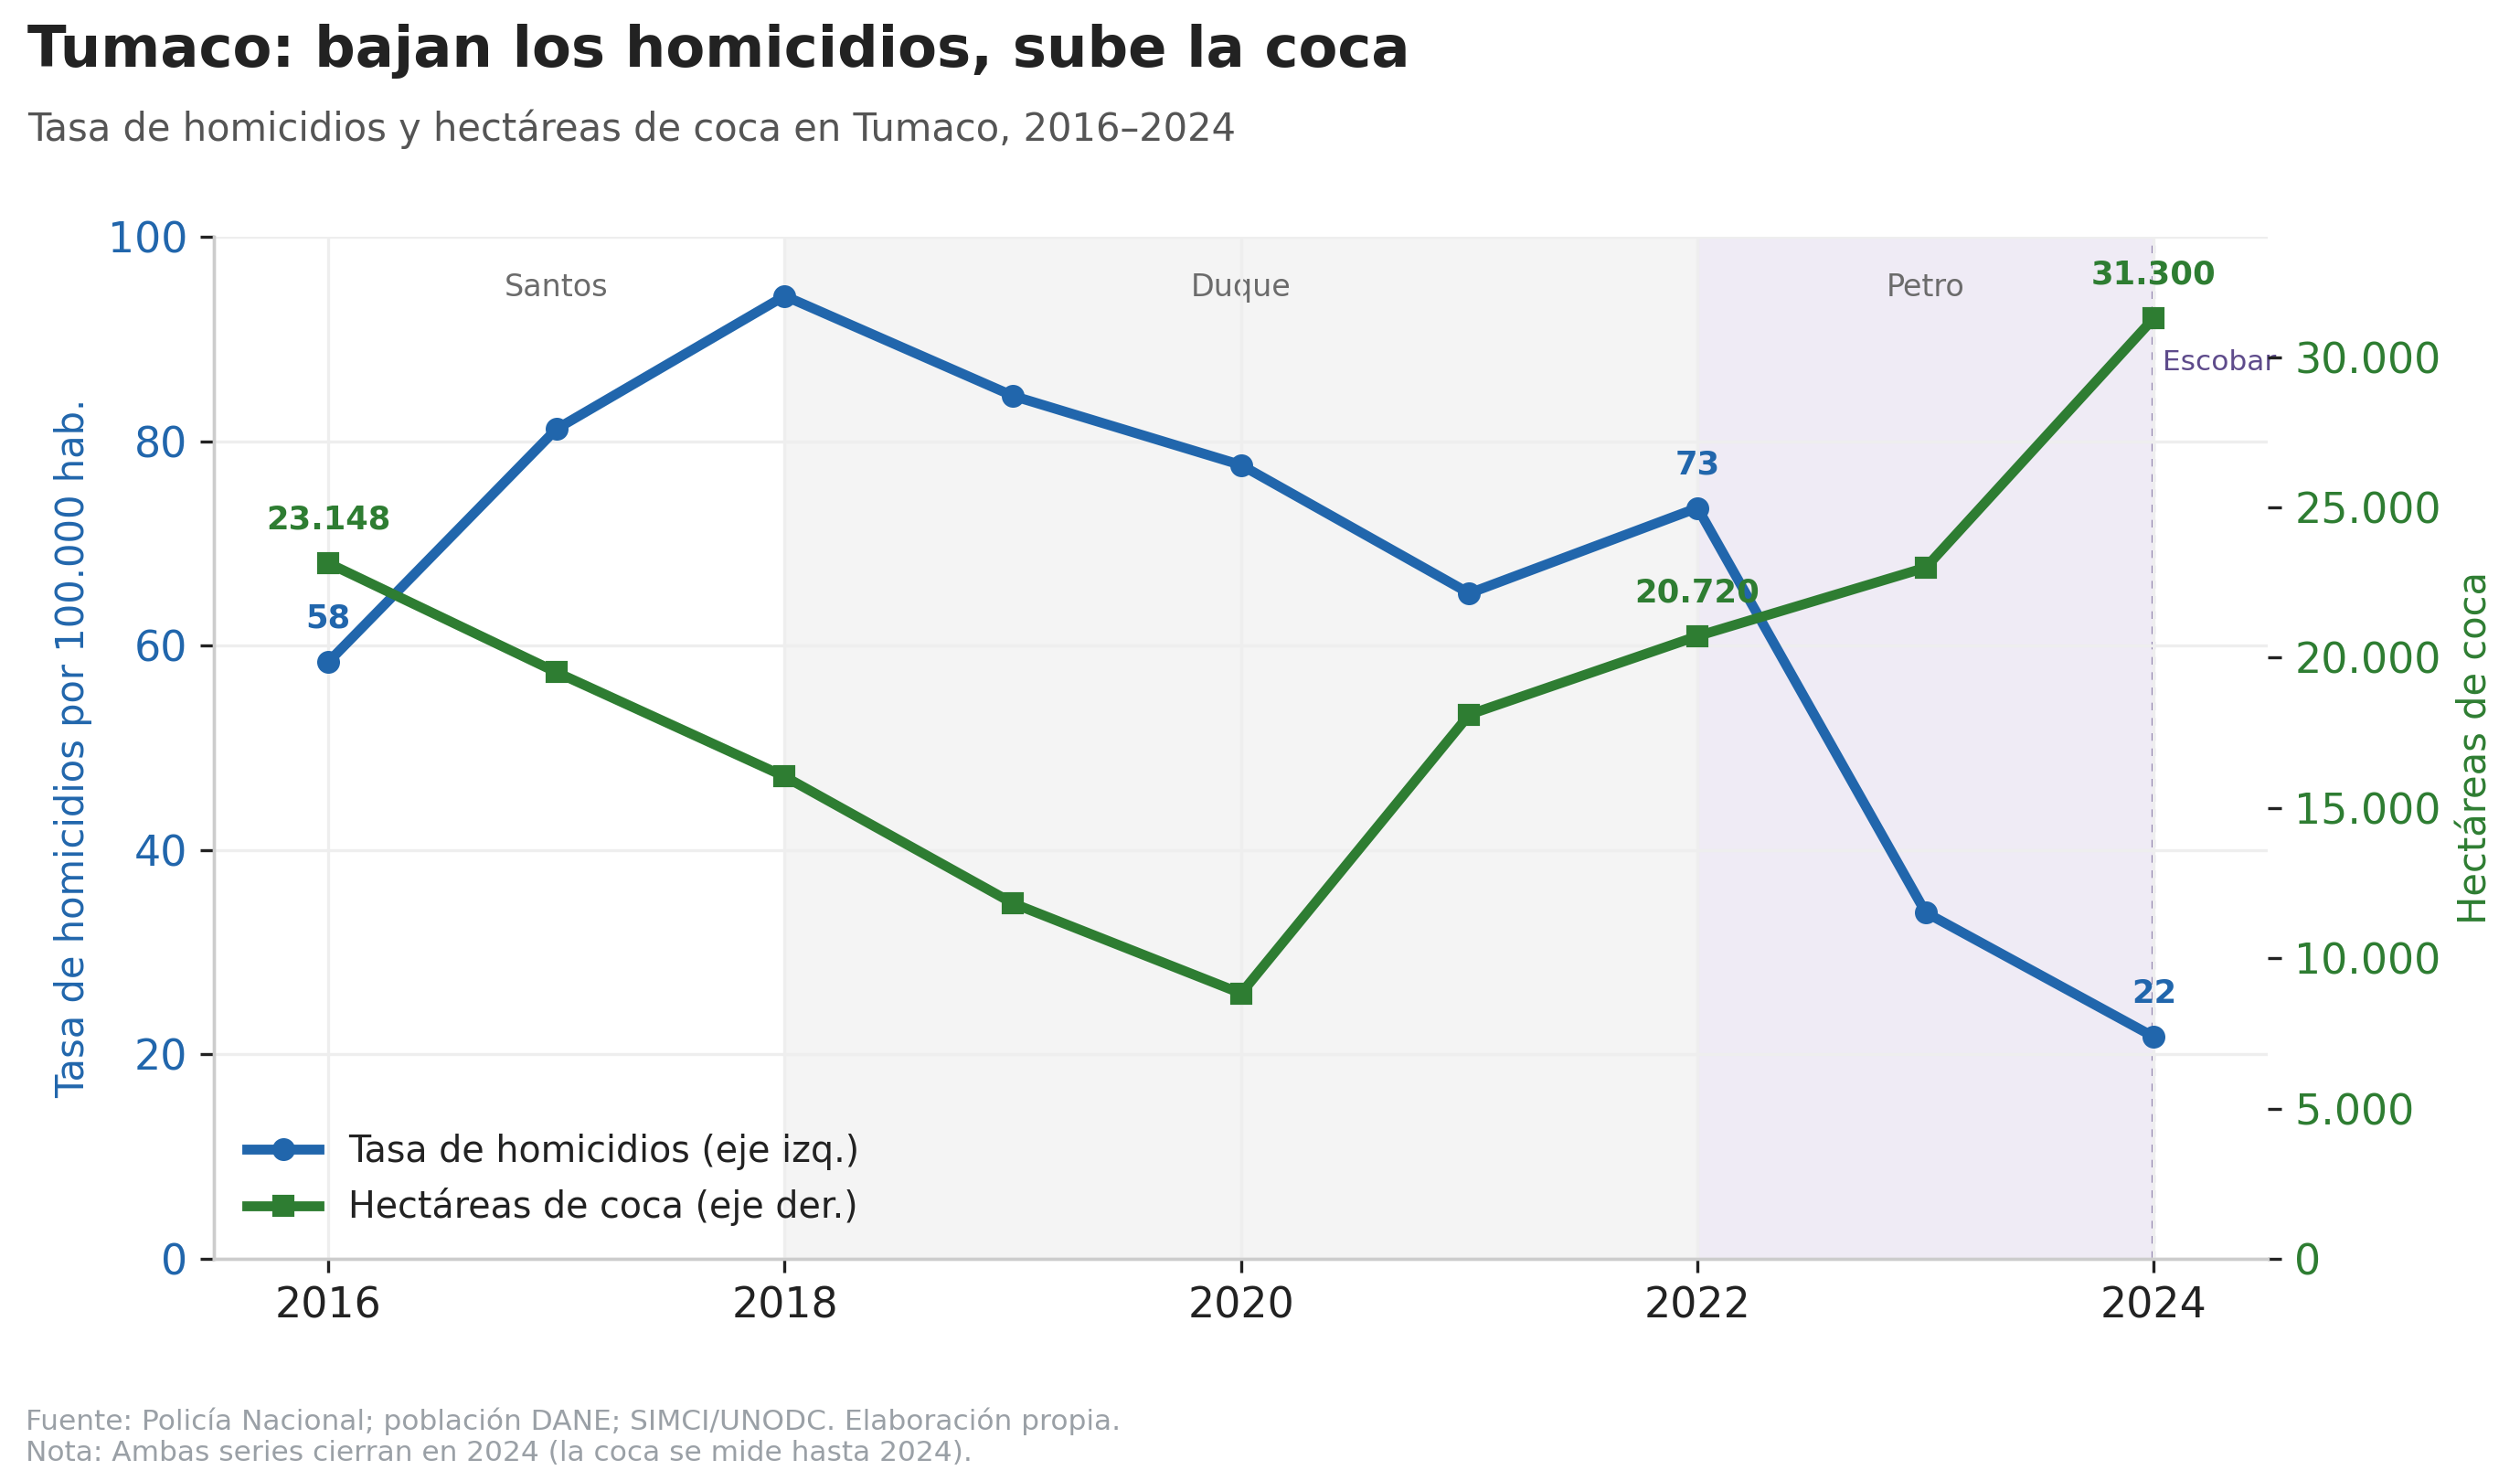 Tumaco: bajan los homicidios, sube la coca
Tasa de homicidios y hectáreas de coca en Tumaco, 2016–2024
Tasa de homicidios por 100.000 hab.
100
80
60
40
20
0
Santos
Duque
Petro
Escobar
23.148
58
73
20.720
31.300
22
30.000
25.000
20.000
15.000
10.000
5.000
0
Hectáreas de coca
Tasa de homicidios (eje izq.)
Hectáreas de coca (eje der.)
2016
2018
2020
2022
2024
Fuente: Policía Nacional; población DANE; SIMCI/UNODC. Elaboración propia.
Nota: Ambas series cierran en 2024 (la coca se mide hasta 2024).